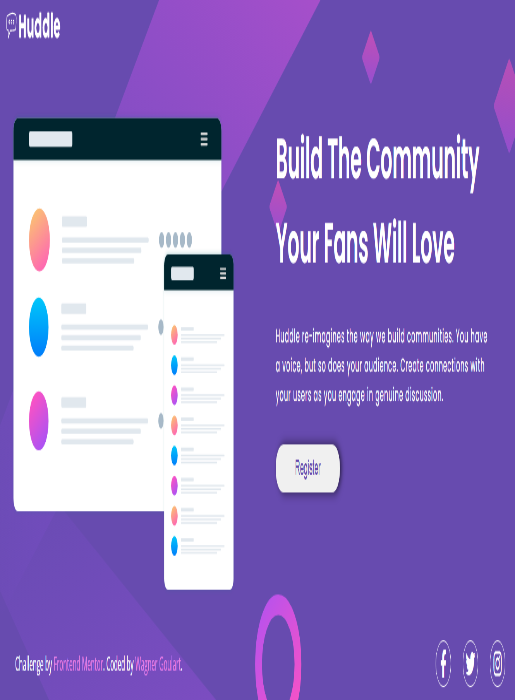 Huddle
Build The Community
Your Fans Will Love
Huddle re-imagines the way we build communities. You have
a voice, but so does your audience. Create connections with
your users as you engage in genuine discussion.
Register
Challenge by Frontend Mentor. Coded by Wagner Goulart.